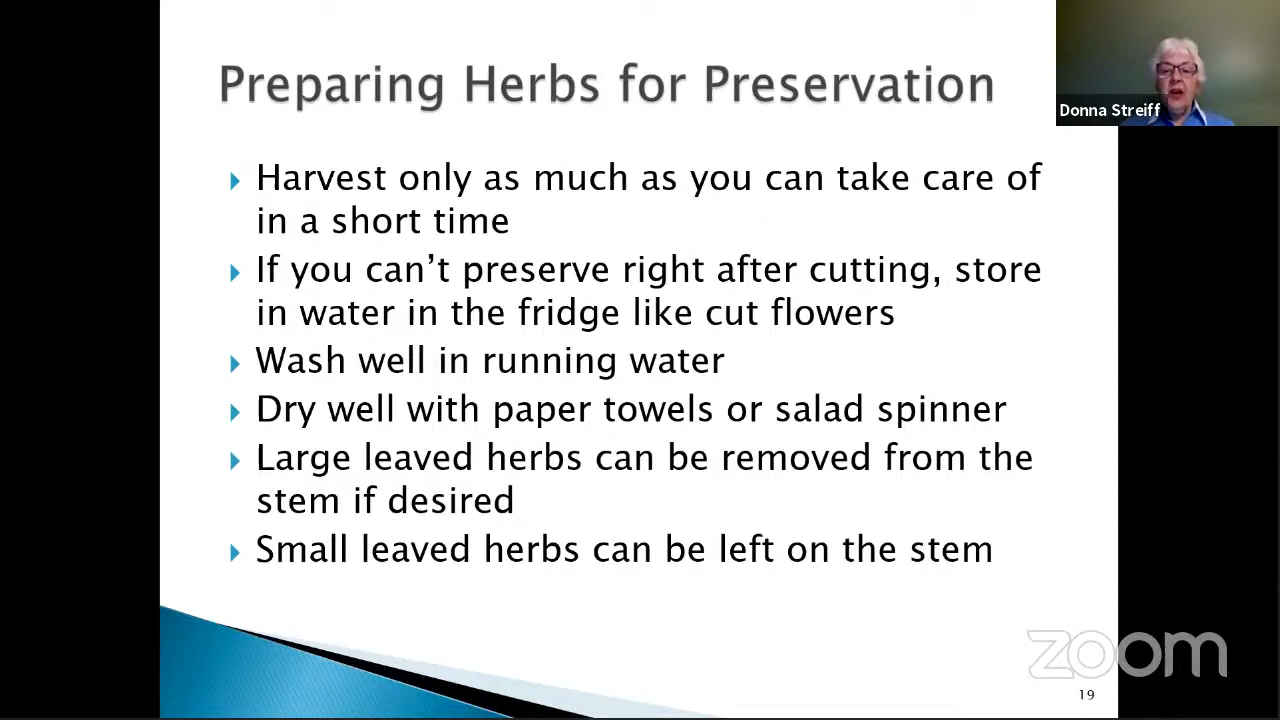 Preparing Herbs for Preservation
Donna Streiff
Harvest only as much as you can take care of
in a short time
If you can’t preserve right after cutting, store
in water in the fridge like cut flowers
Wash well in running water
Dry well with paper towels or salad spinner
Large leaved herbs can be removed from the
stem if desired
Small leaved herbs can be left on the stem
zoom
19